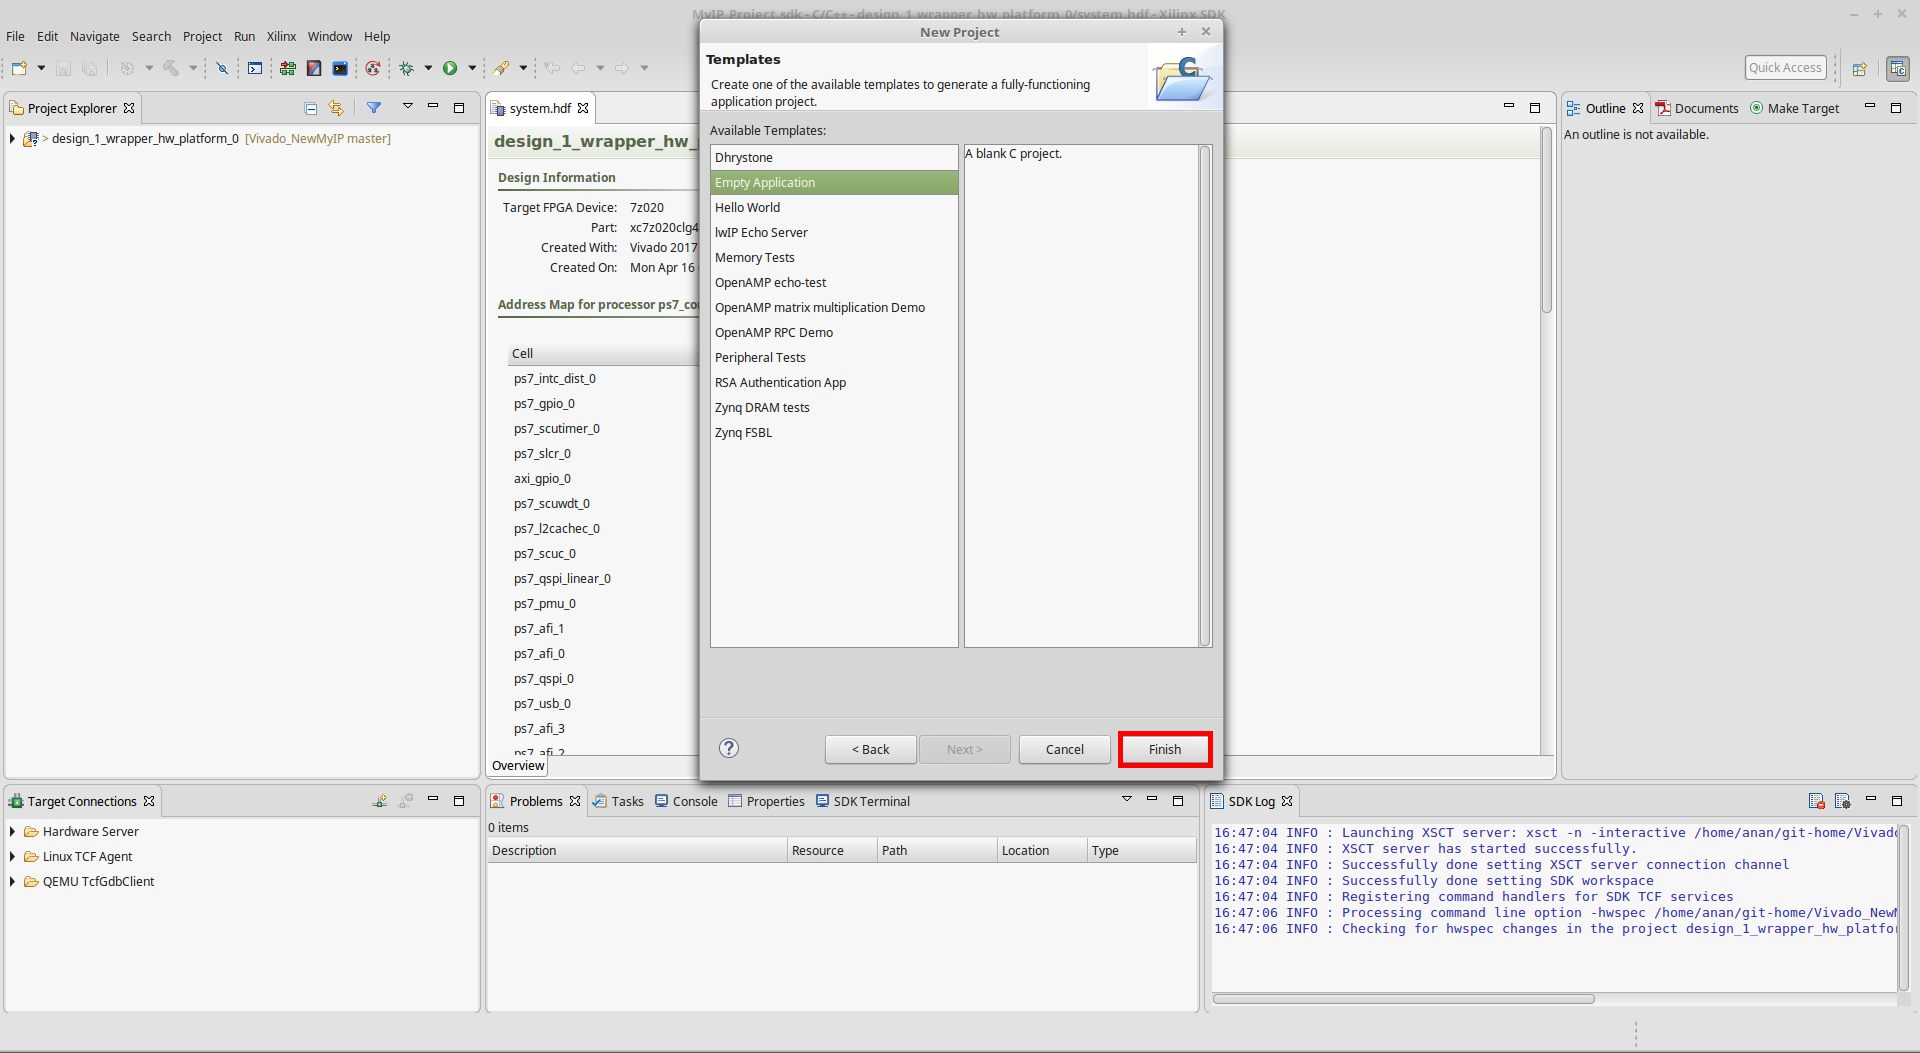 MyIP_Project.sdk - C/C++ - design_1_wrapper_hw_platform_0/system.hdf - Xilinx SDK
File Edit Navigate Search Project Run Xilinx Window Help
Quick Access
New Project
Templates
Create one of the available templates to generate a fully-functioning
application project.
Available Templates:
Dhrystone
Empty Application
Hello World
lwIP Echo Server
Memory Tests
OpenAMP echo-test
OpenAMP matrix multiplication Demo
OpenAMP RPC Demo
Peripheral Tests
RSA Authentication App
Zynq DRAM tests
Zynq FSBL
A blank C project.
< Back Next > Cancel Finish
Project Explorer
> design_1_wrapper_hw_platform_0 [Vivado_NewMyIP master]
system.hdf
design_1_wrapper_hw_
Design Information
Target FPGA Device: 7z020
Part: xc7z020clg4
Created With: Vivado 2017
Created On: Mon Apr 16
Address Map for processor ps7_co
Cell
ps7_intc_dist_0
ps7_gpio_0
ps7_scutimer_0
ps7_slcr_0
axi_gpio_0
ps7_scuwdt_0
ps7_l2cachec_0
ps7_scuc_0
ps7_qspi_linear_0
ps7_pmu_0
ps7_afi_1
ps7_afi_0
ps7_qspi_0
ps7_usb_0
ps7_afi_3
ps7_afi_2
Overview
Outline Documents Make Target
An outline is not available.
Target Connections
Hardware Server
Linux TCF Agent
QEMU TcfGdbClient
Problems Tasks Console Properties SDK Terminal
0 items
Description Resource Path Location Type
SDK Log
16:47:04 INFO : Launching XSCT server: xsct -n -interactive /home/anan/git-home/Vivad
16:47:04 INFO : XSCT server has started successfully.
16:47:04 INFO : Successfully done setting XSCT server connection channel
16:47:04 INFO : Successfully done setting SDK workspace
16:47:04 INFO : Registering command handlers for SDK TCF services
16:47:06 INFO : Processing command line option -hwspec /home/anan/git-home/Vivado_New
16:47:06 INFO : Checking for hwspec changes in the project design_1_wrapper_hw_platfo